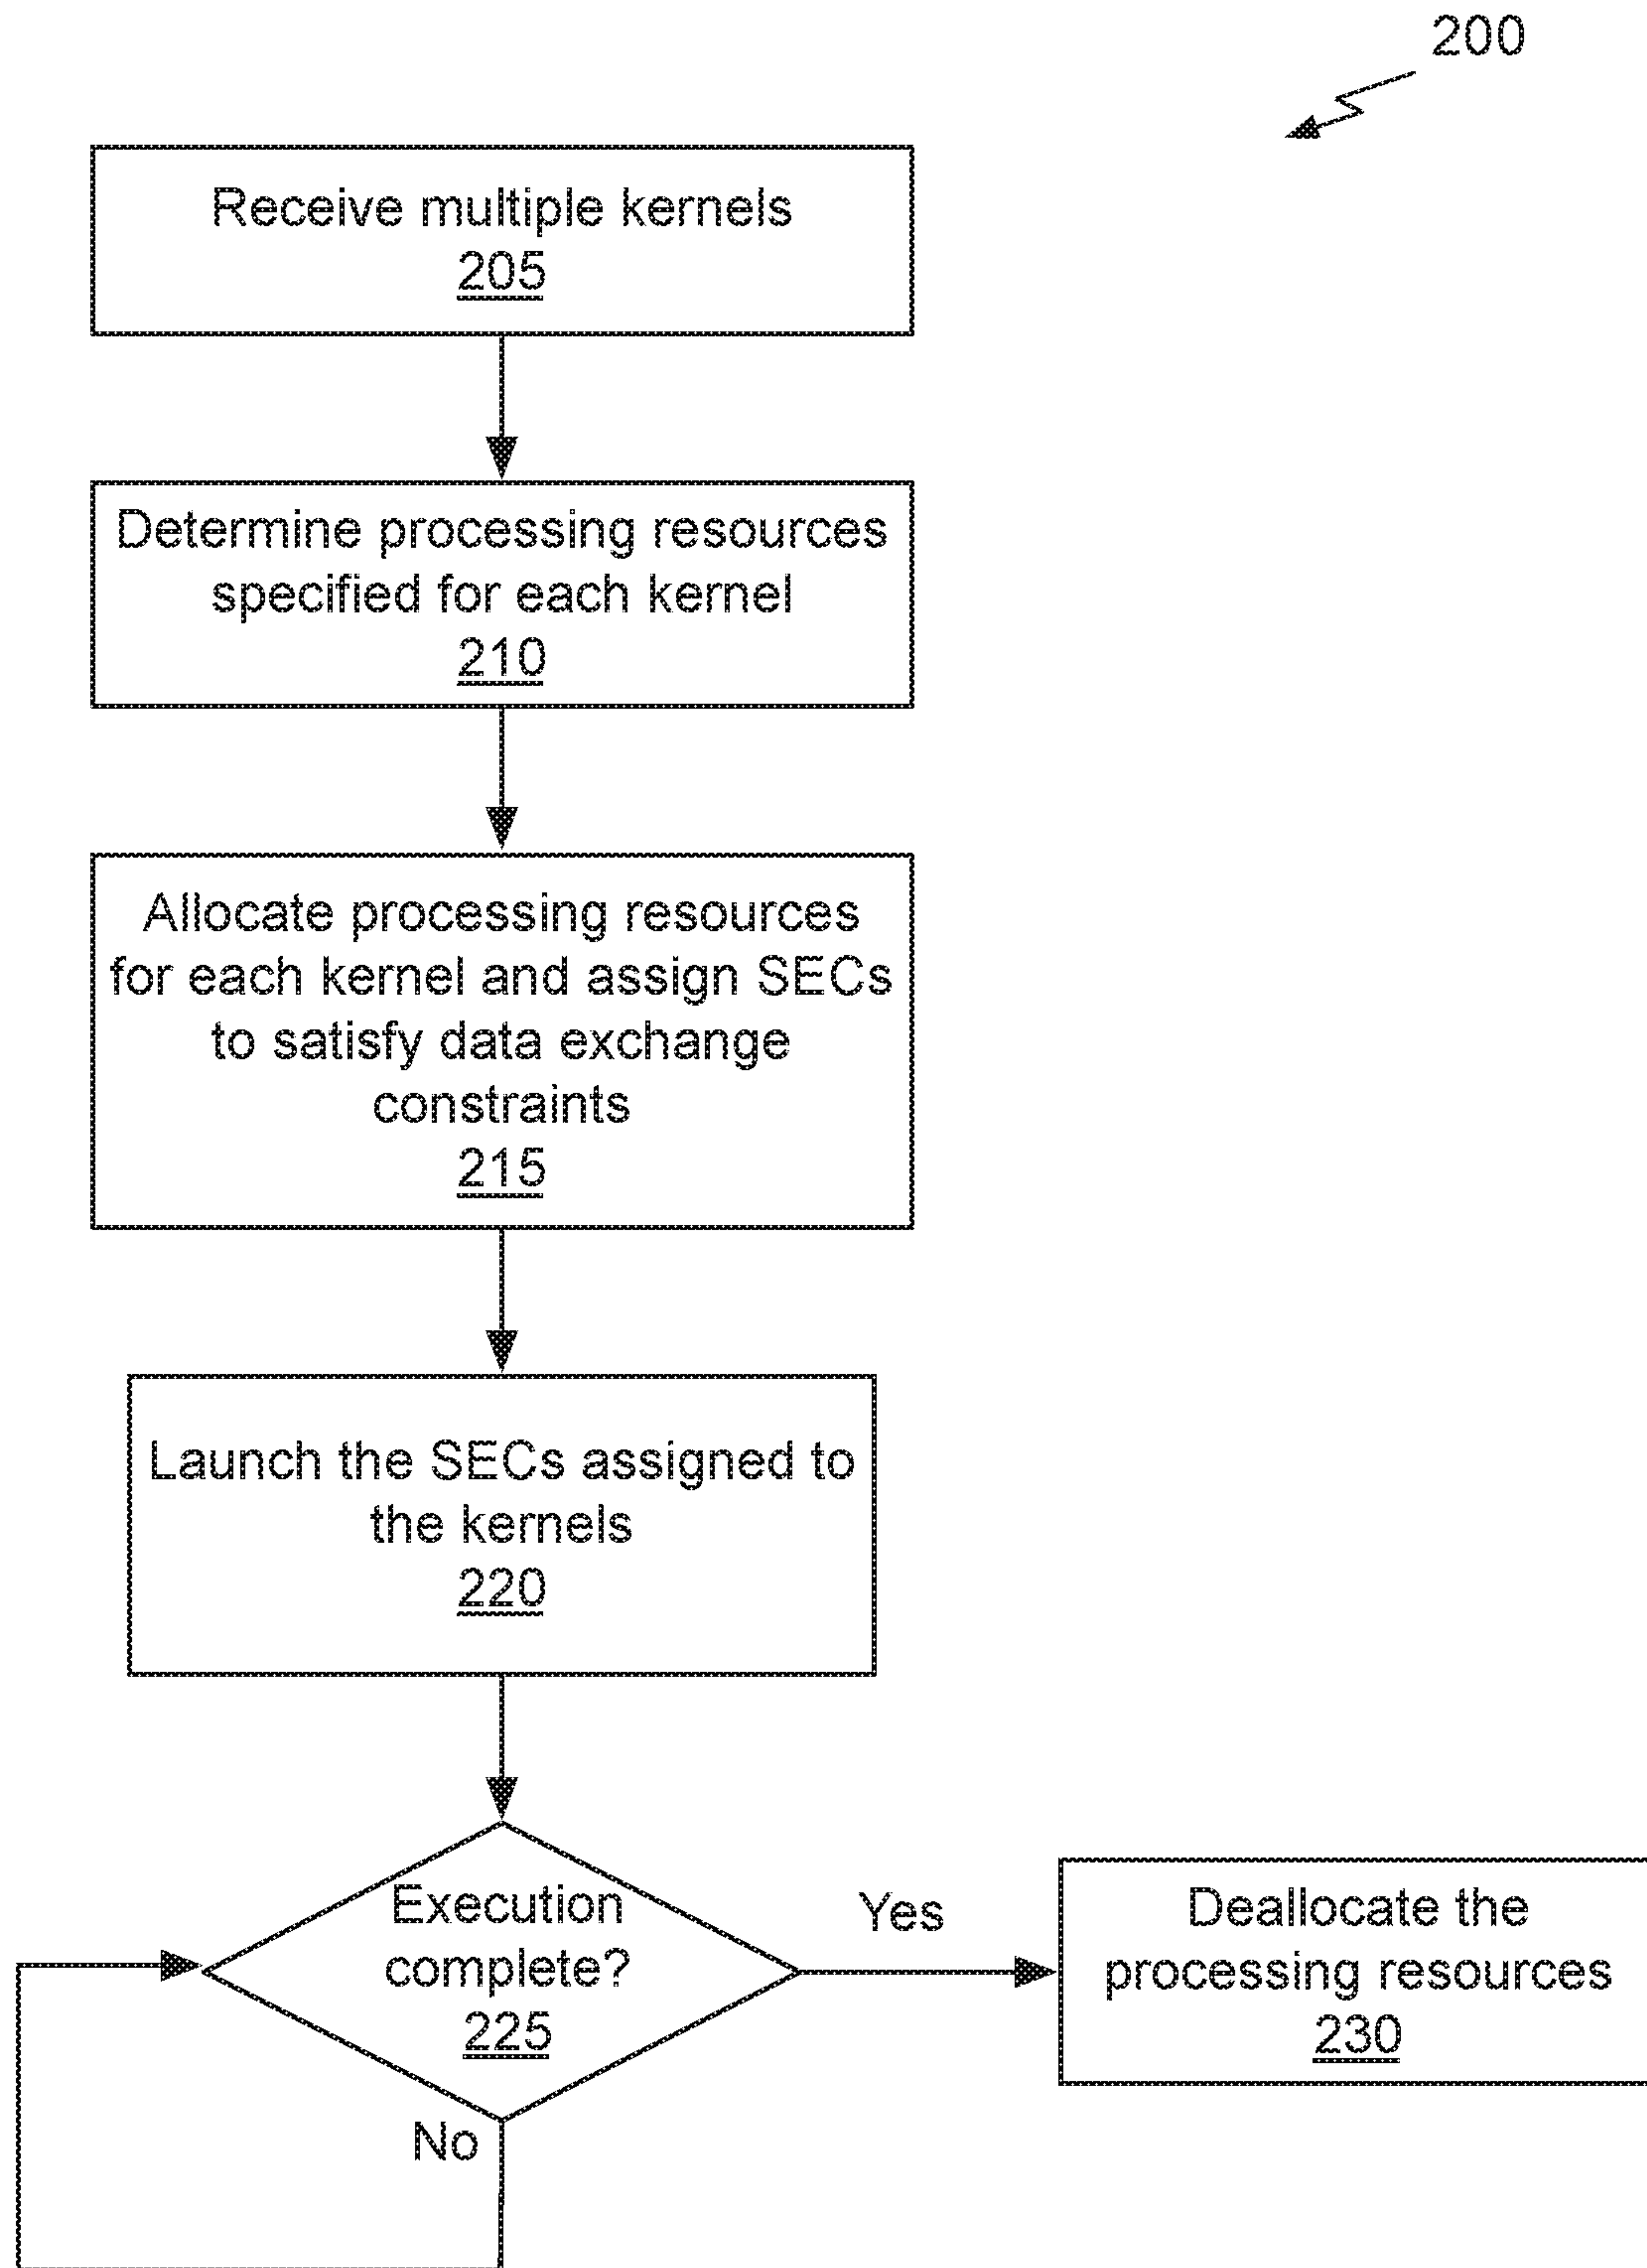 200
Receive multiple kernels
205
Determine processing resources
specified for each kernel
210
Allocate processing resources
for each kernel and assign SECs
to satisfy data exchange
constraints
215
Launch the SECs assigned to
the kernels
220
Execution
complete?
225
Yes
Deallocate the
processing resources
230
No